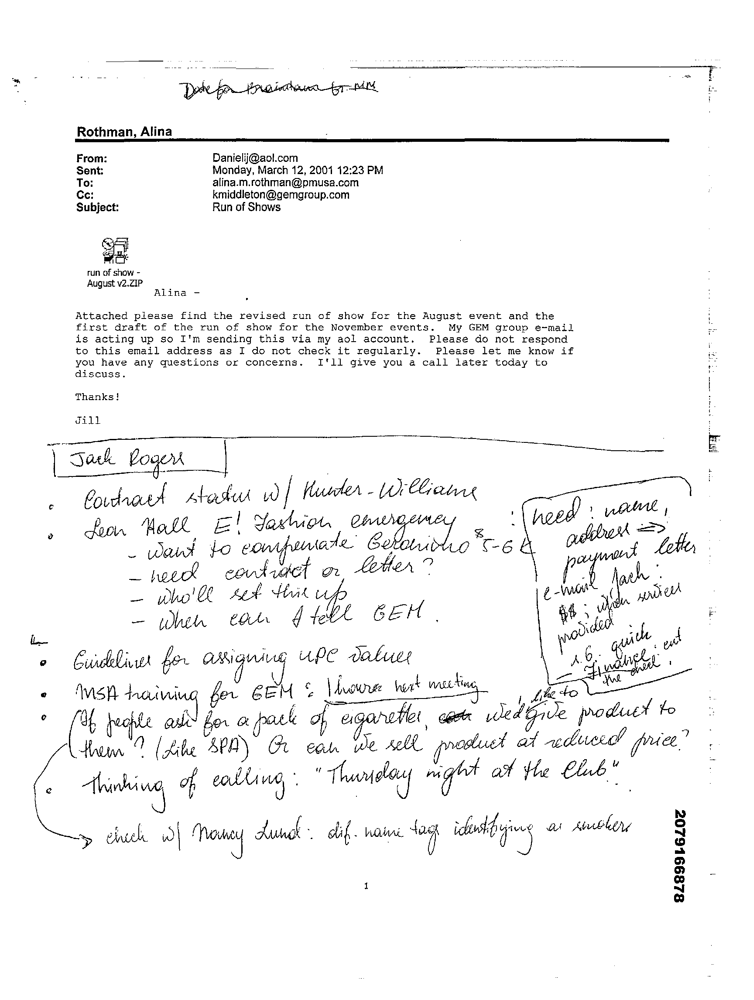 Date for for MM
Rothman, Alina
From: Danielij@aol.com
Sent: Monday, March 12, 2001 12:23 PM
To: alina.m.rothman@pmusa.com
Cc: kmiddleton@gemgroup.com
Subject: Run of Shows
run of show -
August v2.ZIP
Alina -
Attached please find the revised run of show for the August event and the
first draft of the run of show for the November events. My GEM group e-mail
is acting up so I'm sending this via my aol account. Please do not respond
to this email address as I do not check it regularly. Please let me know if
you have any questions or concerns. I'll give you a call later today to
discuss.
Thanks!
Jill
Jack Rogers
Contract status w/ Hunter-Williams
Leon Hall E! Fashion emergency
- want to compensate Geronimo $5-6K
- need contract or letter?
- who'll set this up
- when can I tell GEM.
: need: name,
address ⇒
payment letter
e-mail Jack:
$$; upon services
provided
- quick
Finance: cut
the check
• Guidelines for assigning UPC values
• MSA training for GEM: 1 hour @ next meeting
• If people ask for a pack of cigarettes, we'd like to give product to
them? (Like SPA) Or can we sell product at reduced price?
• Thinking of calling: "Thursday night at the Club"
→ check w/ Nancy Lund: dif. name tags identifying as smokers
1
2079166878